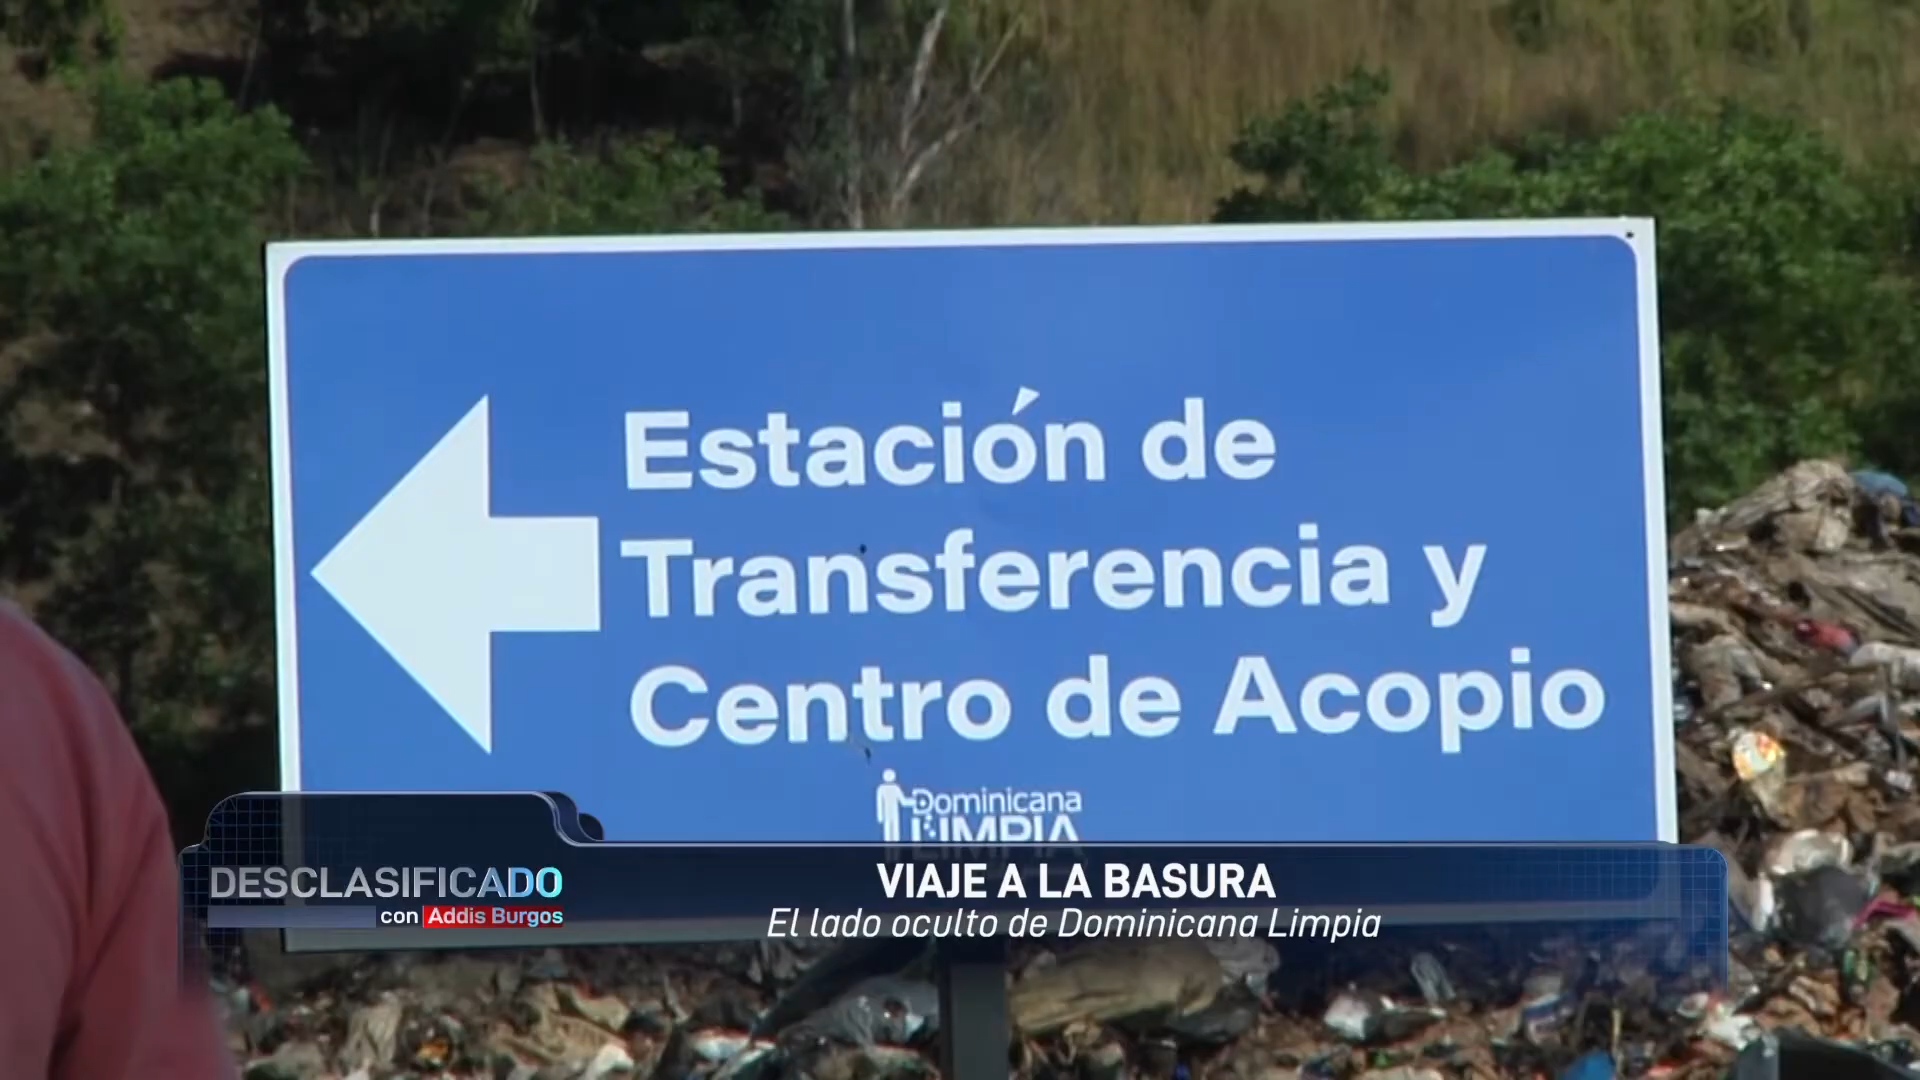 Estación de
Transferencia y
Centro de Acopio
Dominicana
LIMPIA
DESCLASIFICADO
con Addis Burgos
VIAJE A LA BASURA
El lado oculto de Dominicana Limpia